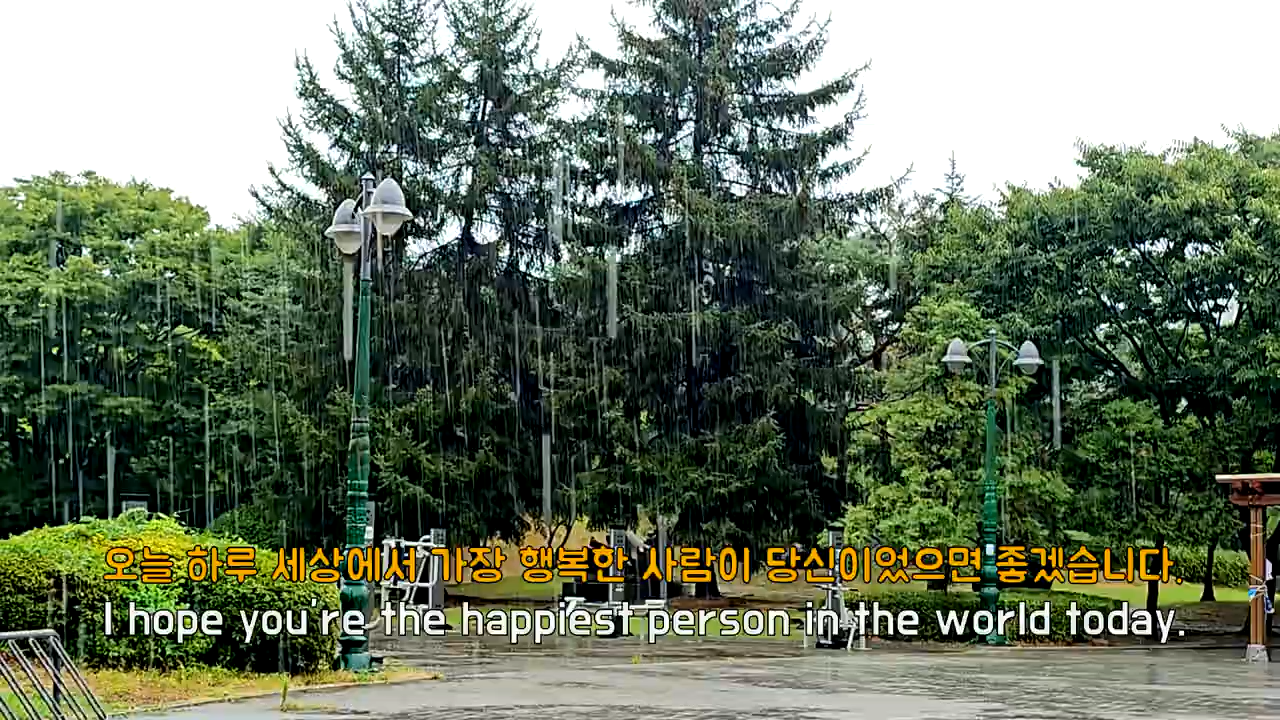 오늘 하루 세상에서 가장 행복한 사람이 당신이었으면 좋겠습니다.
I hope you're the happiest person in the world today.